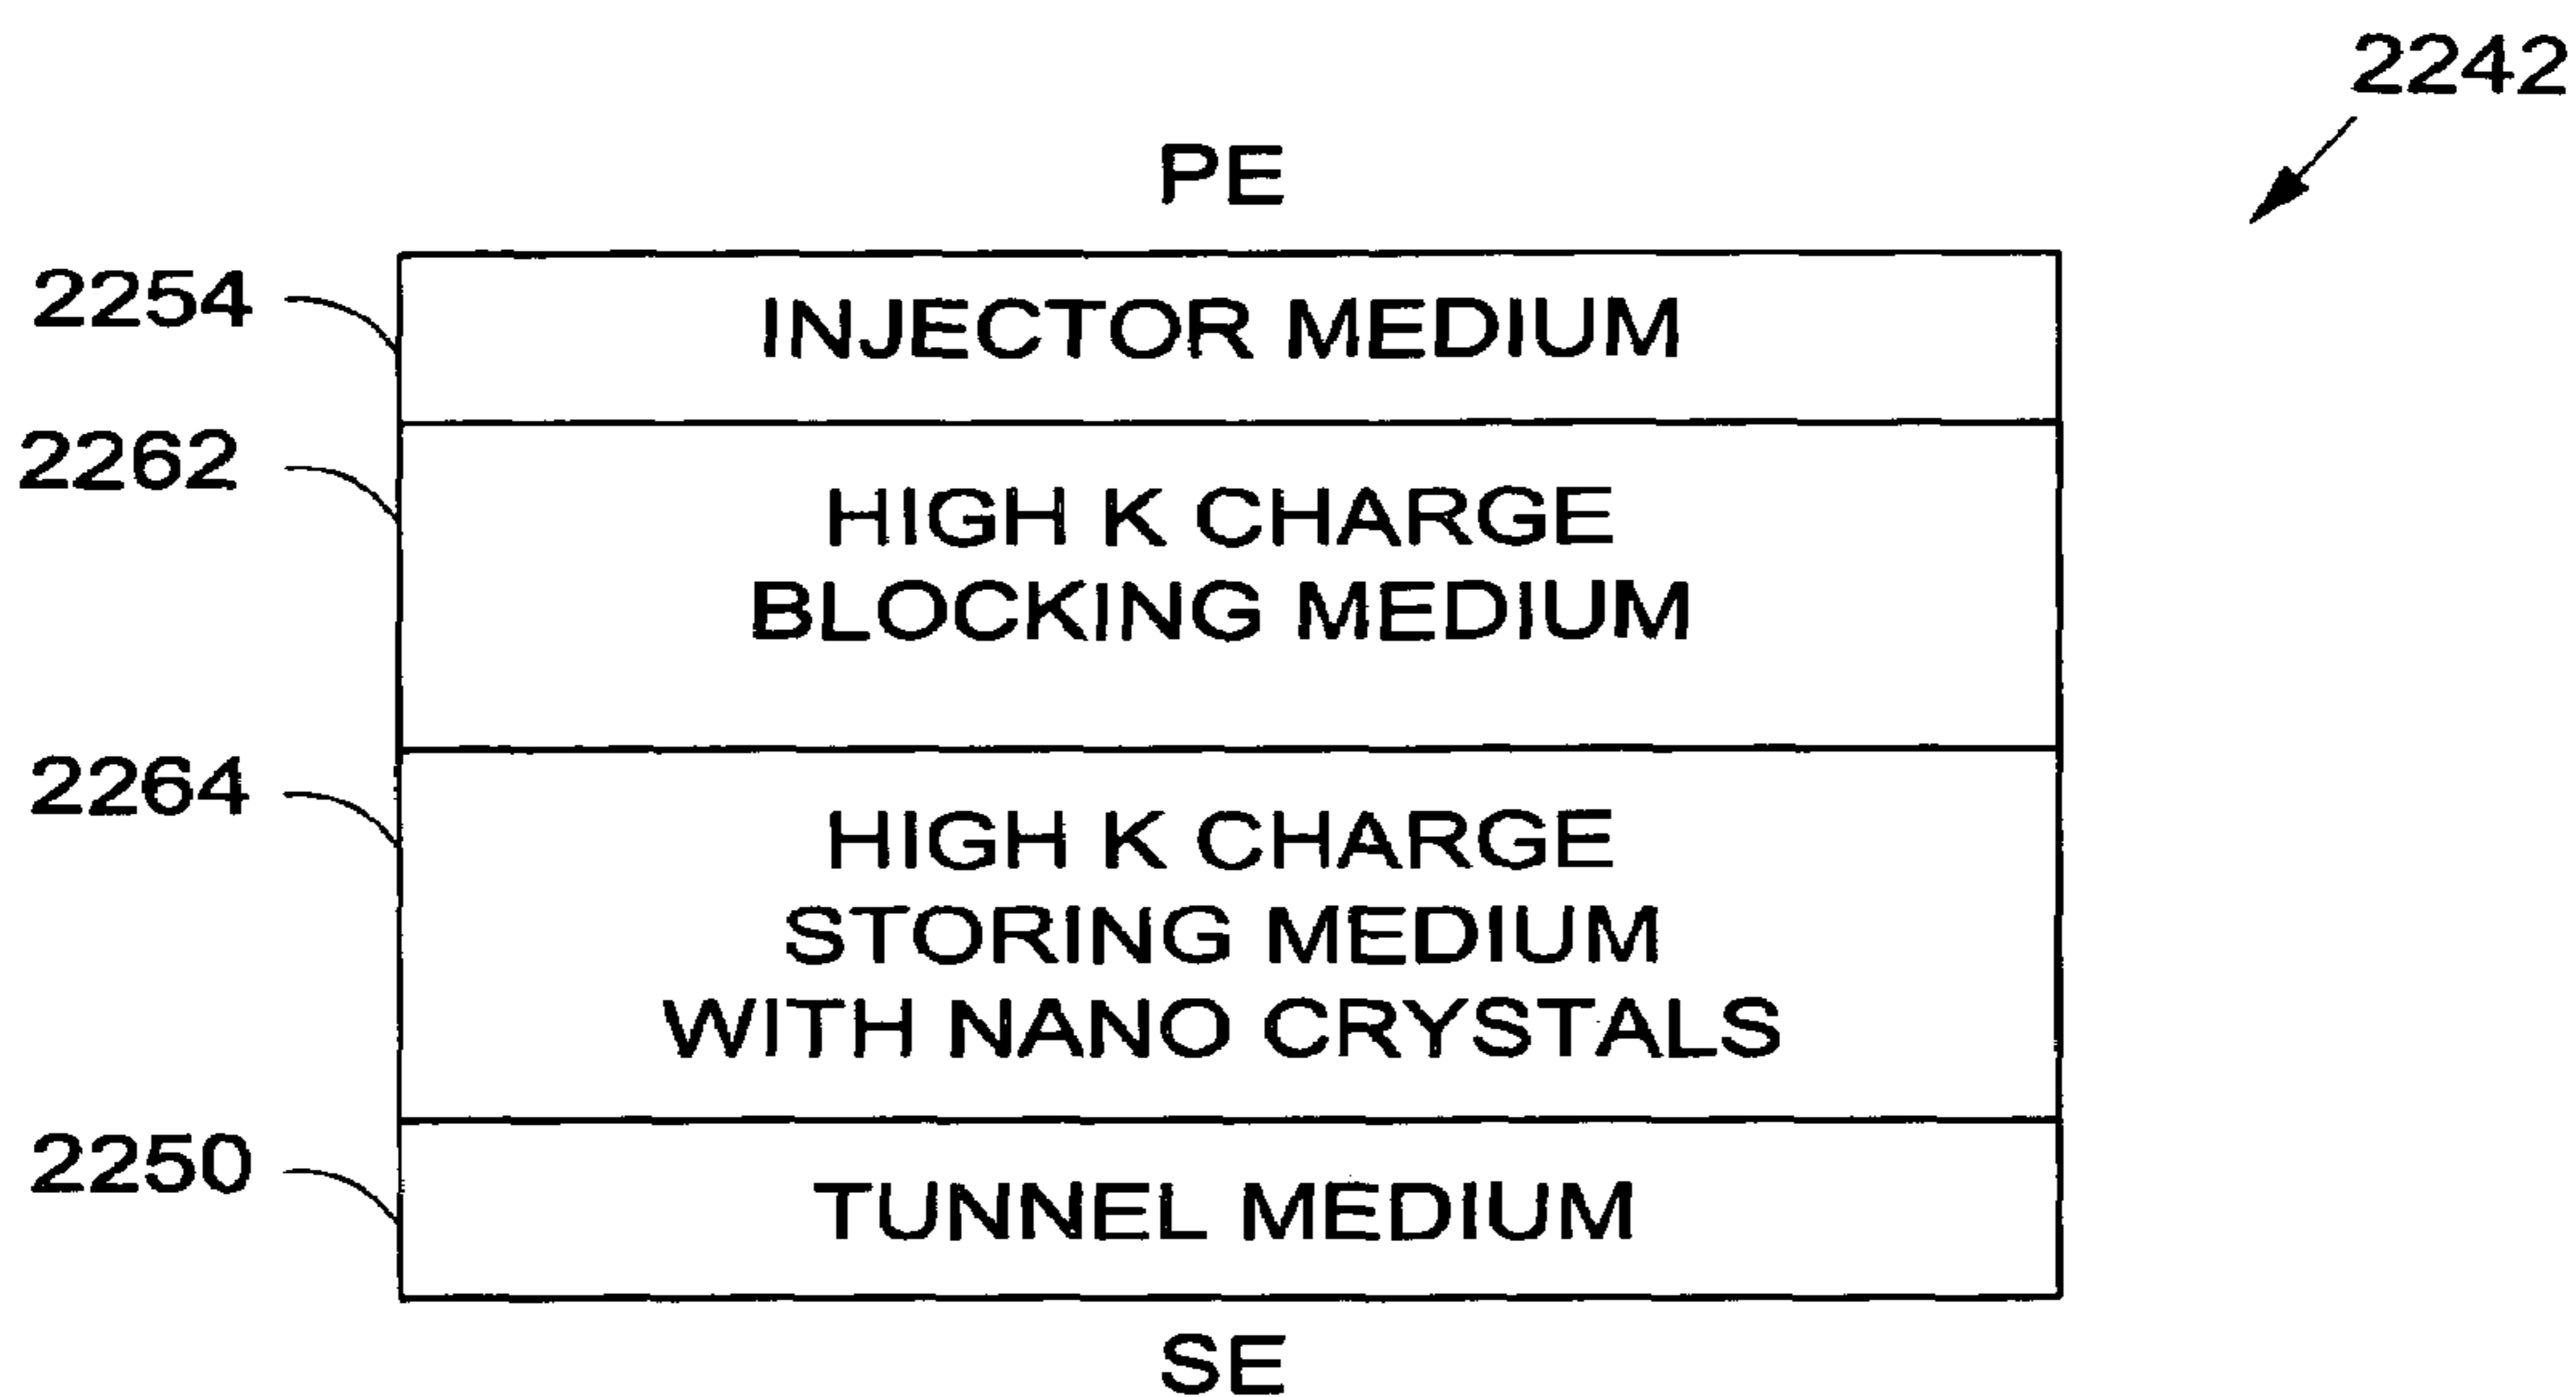 2242
PE
2254
INJECTOR MEDIUM
2262
HIGH K CHARGE
BLOCKING MEDIUM
2264
HIGH K CHARGE
STORING MEDIUM
WITH NANO CRYSTALS
2250
TUNNEL MEDIUM
SE